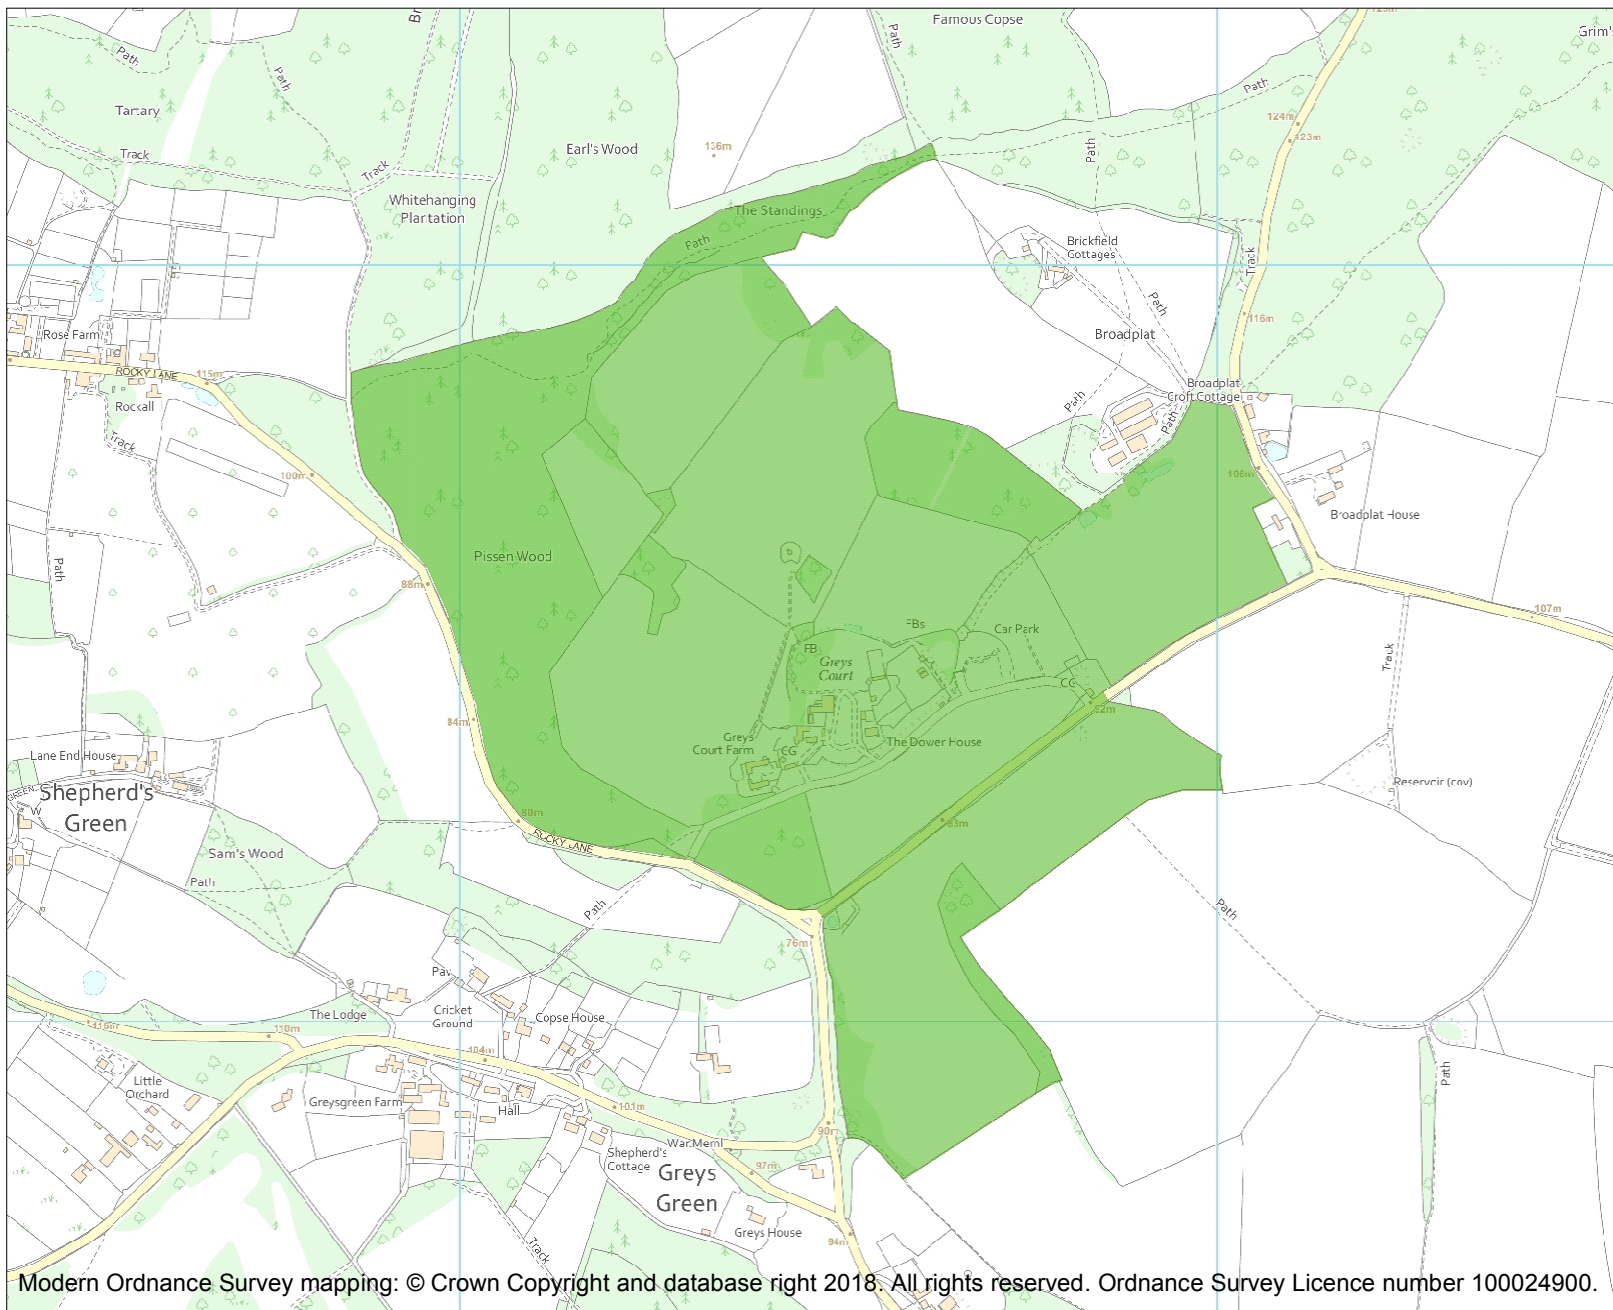 Br
Famous Copse
123m
Grim's
Path
Path
Path
Path
Tartary
124m
123m
Track
Earl's Wood
136m
Path
Track
Whitehanging
Plantation
The Standings
Path
Brickfield
Cottages
Track
Path
116m
Rose Farm
Broadplat
ROCKY LANE
115m
Broadplat
Croft Cottage
Rockall
Path
Path
Track
100m
106m
Broadplat House
Pissen Wood
Path
88m
107m
FBs
Car Park
FB
Greys
Court
Track
CG
84m
92m
Greys
Court Farm
CG
The Dower House
Lane End House
Reservoir (cov)
GREEN
Shepherd's
Green
W
80m
83m
ROCKY LANE
Sam's Wood
Path
Path
Path
76m
Pav
The Lodge
Cricket
Ground
Copse House
116m
110m
104m
Little
Orchard
Greysgreen Farm
Hall
101m
Path
90m
War Meml
Shepherd's
Cottage
97m
Greys
Green
Greys House
94m
Track
Modern Ordnance Survey mapping: © Crown Copyright and database right 2018. All rights reserved. Ordnance Survey Licence number 100024900.